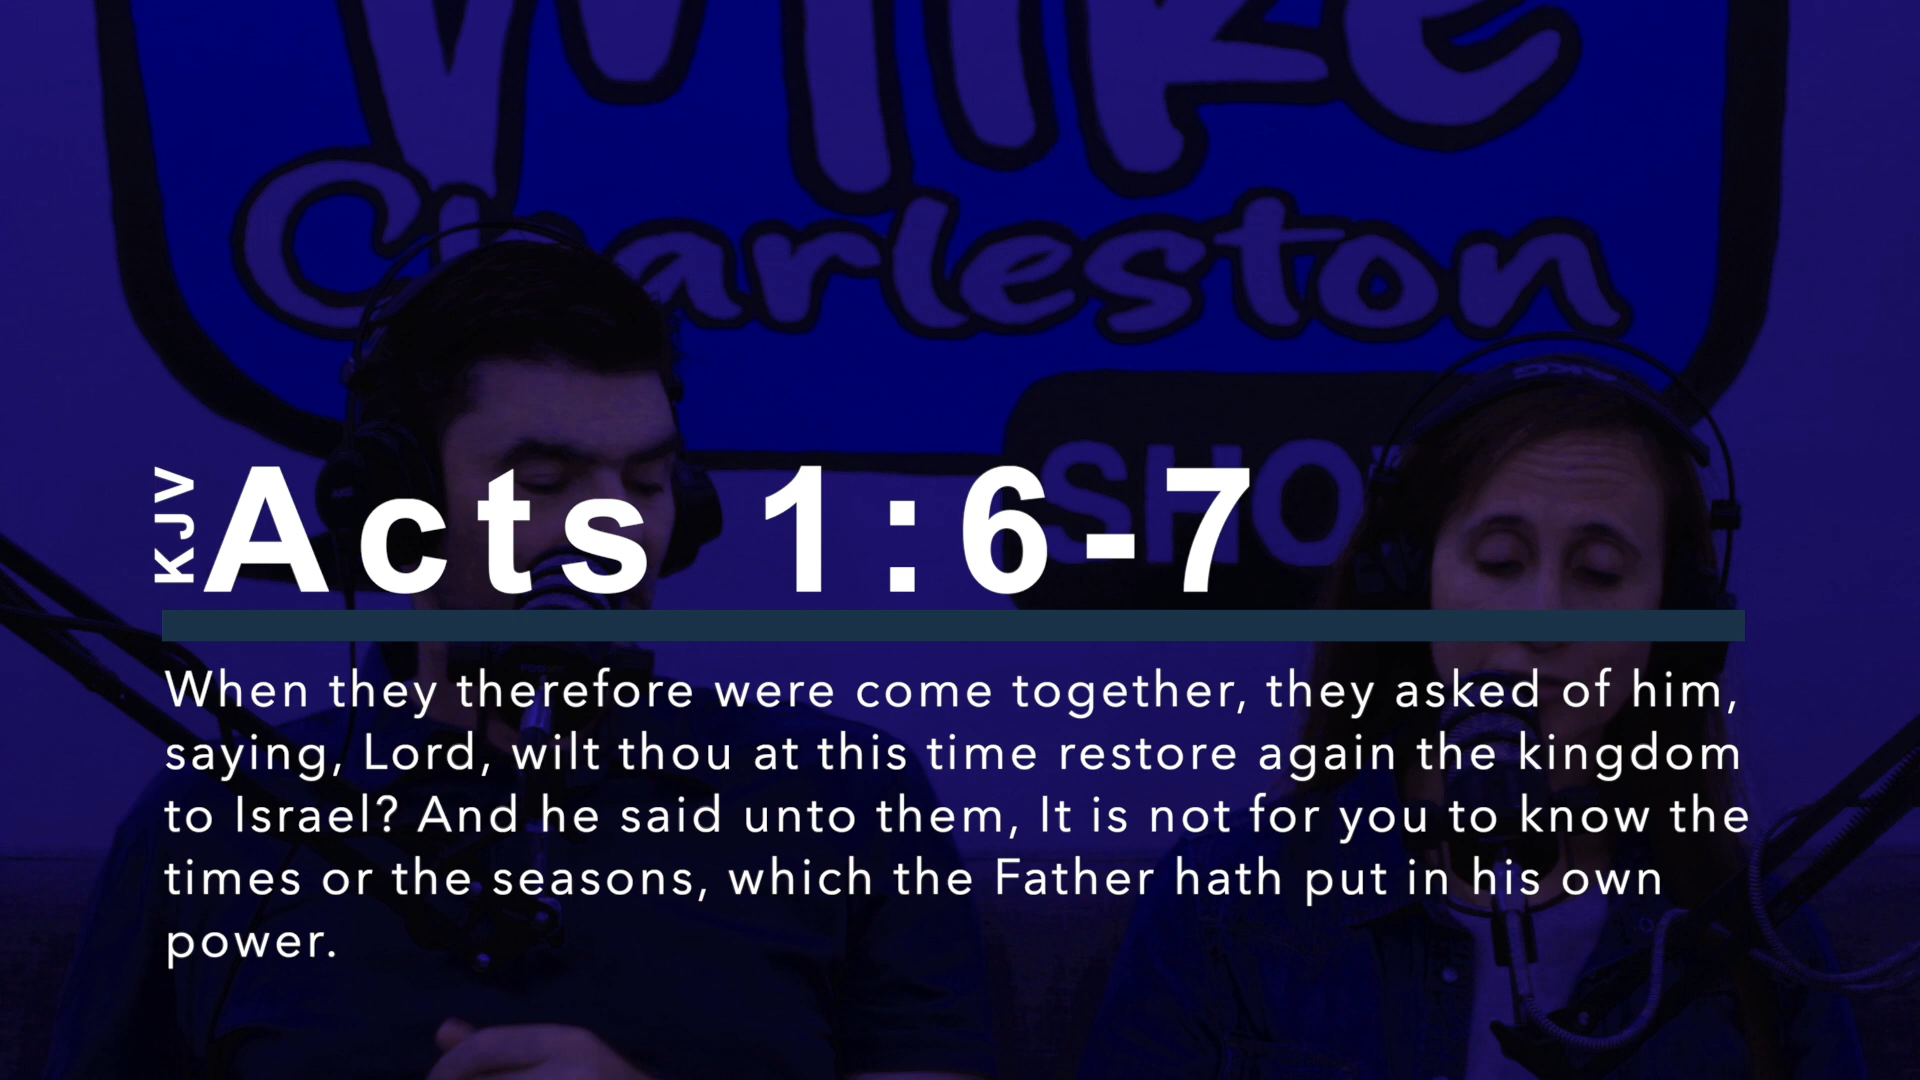 Mike
Charleston
SHO
AKG
KJV
Acts 1:6-7
When they therefore were come together, they asked of him,
saying, Lord, wilt thou at this time restore again the kingdom
to Israel? And he said unto them, It is not for you to know the
times or the seasons, which the Father hath put in his own
power.